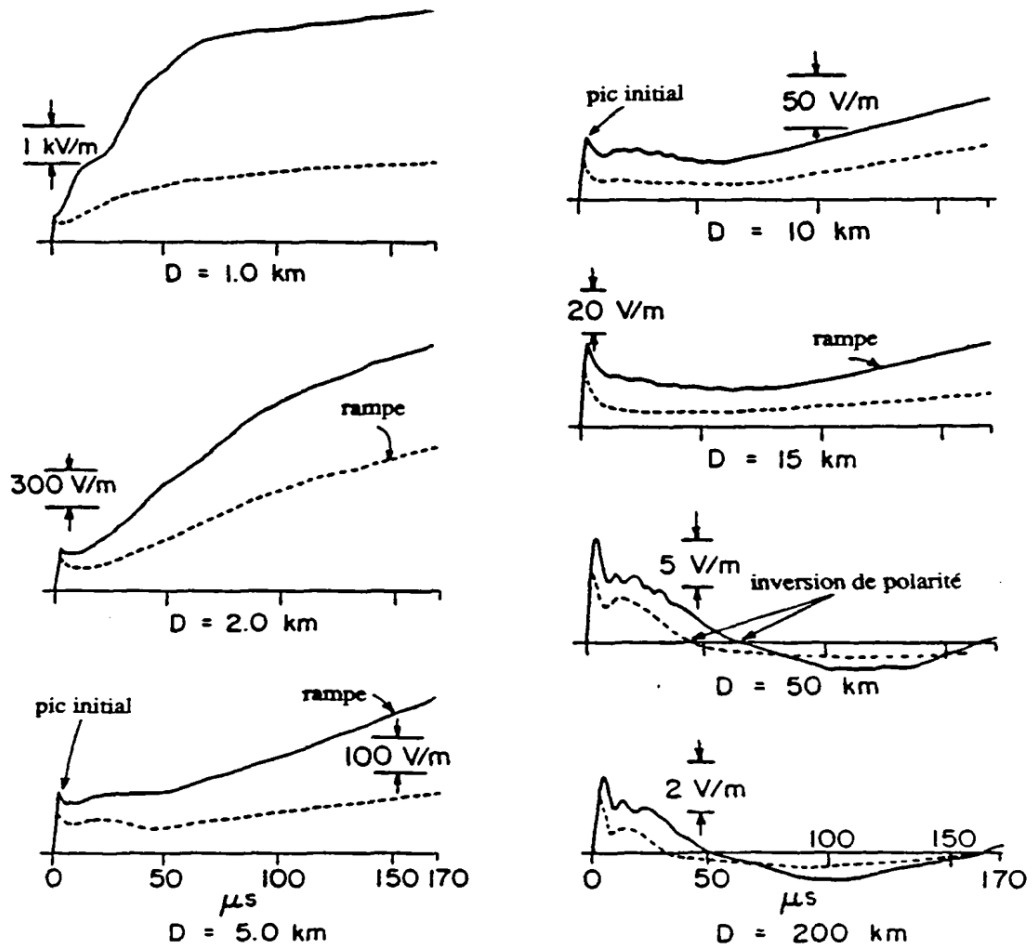 1 kV/m
D = 1.0 km
rampe
300 V/m
D = 2.0 km
pic initial
rampe
100 V/m
0 50 100 150 170
μs
D = 5.0 km
pic initial
50 V/m
D = 10 km
20 V/m
rampe
D = 15 km
5 V/m
inversion de polarité
D = 50 km
2 V/m
100 150
0 50 170
μs
D = 200 km